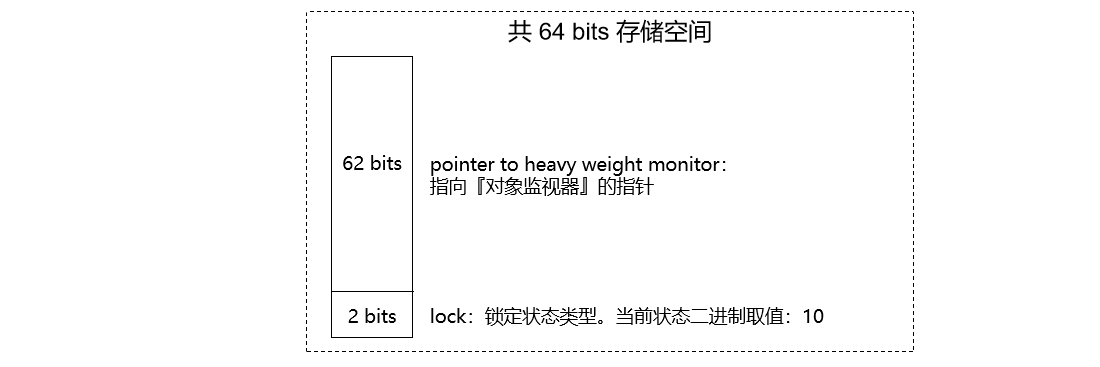 共 64 bits 存储空间
62 bits
pointer to heavy weight monitor：
指向『对象监视器』的指针
2 bits
lock：锁定状态类型。当前状态二进制取值：10